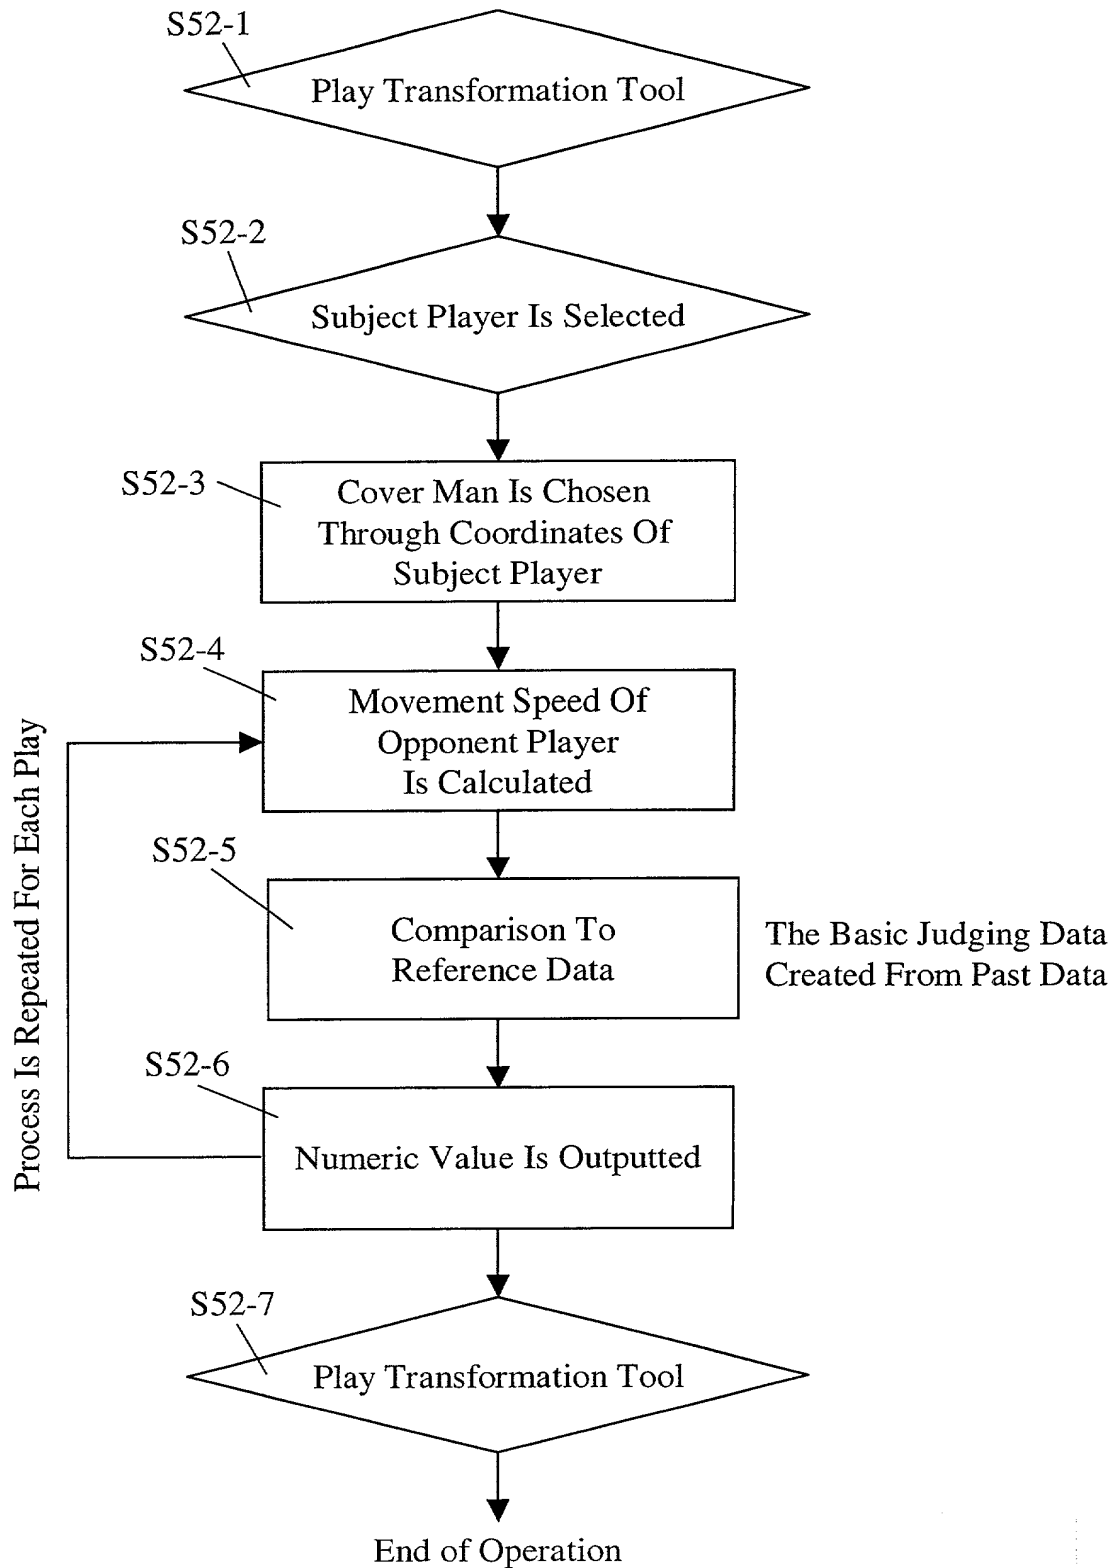 S52-1
Play Transformation Tool
S52-2
Subject Player Is Selected
S52-3
Cover Man Is Chosen
Through Coordinates Of
Subject Player
S52-4
Movement Speed Of
Opponent Player
Is Calculated
Process Is Repeated For Each Play
S52-5
Comparison To
Reference Data
The Basic Judging Data
Created From Past Data
S52-6
Numeric Value Is Outputted
S52-7
Play Transformation Tool
End of Operation